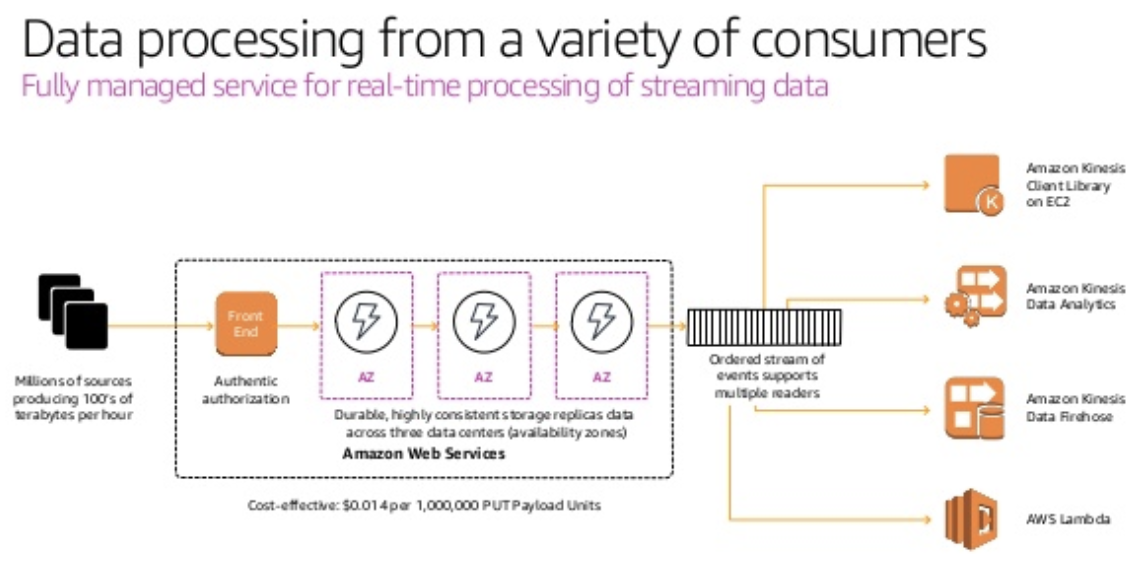 Data processing from a variety of consumers
Fully managed service for real-time processing of streaming data
Millions of sources
producing 100's of
terabytes per hour
Front
End
Authentic
authorization
AZ
AZ
AZ
Durable, highly consistent storage replicas data
across three data centers (availability zones)
Amazon Web Services
Cost-effective: $0.014 per 1,000,000 PUT Payload Units
Ordered stream of
events supports
multiple readers
Amazon Kinesis
Client Library
on EC2
K
Amazon Kinesis
Data Analytics
Amazon Kinesis
Data Firehose
AWS Lambda